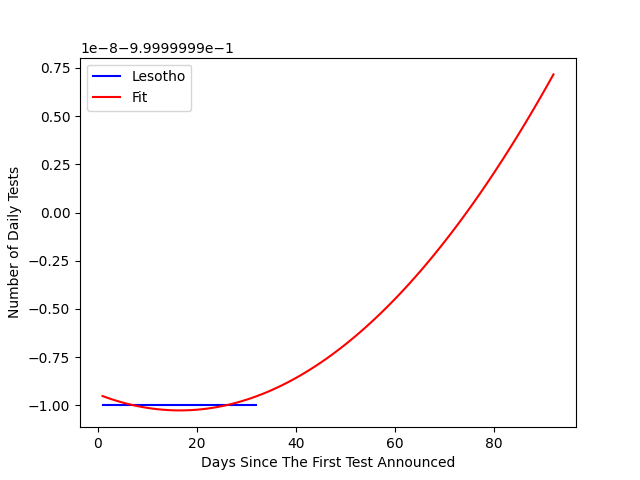 1e−8−9.9999999e−1
Lesotho
Fit
0.75
0.50
0.25
0.00
−0.25
−0.50
−0.75
−1.00
Number of Daily Tests
0 20 40 60 80
Days Since The First Test Announced